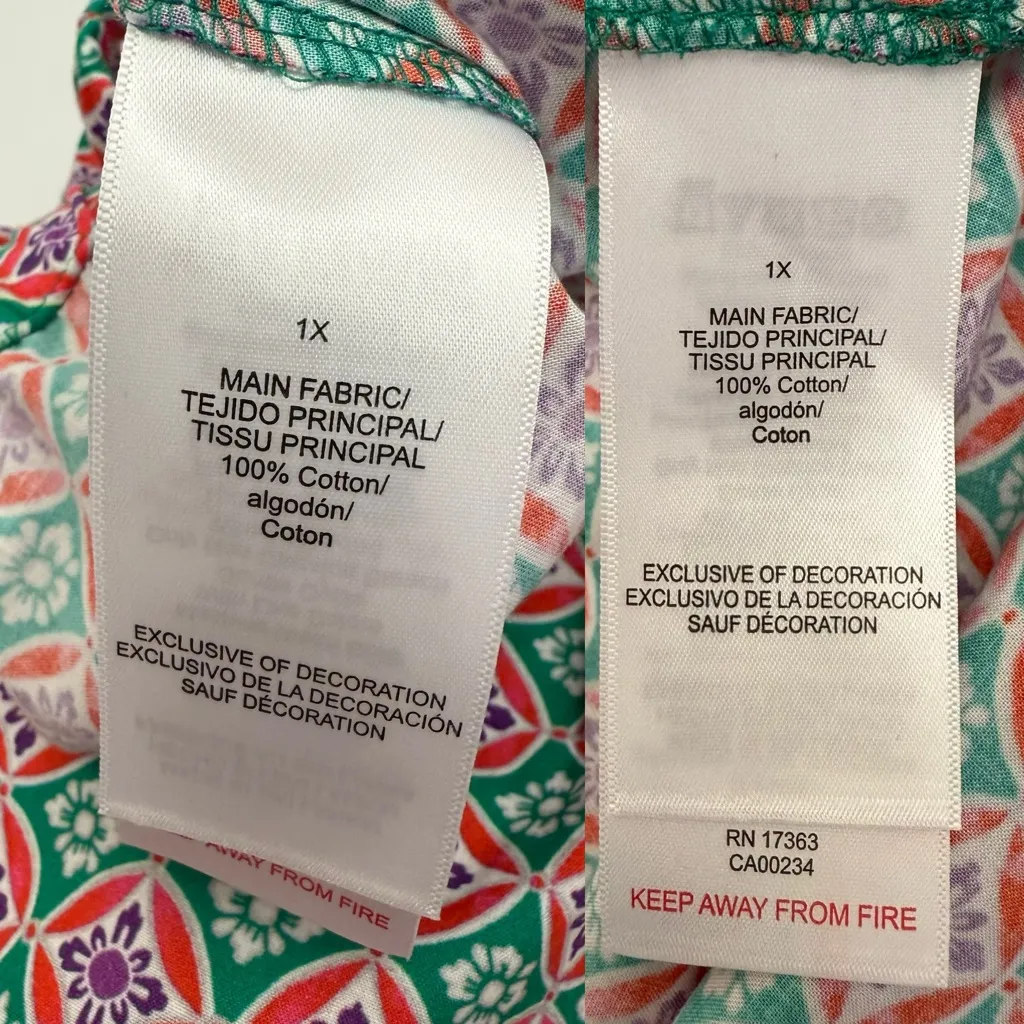 1X
MAIN FABRIC/
TEJIDO PRINCIPAL/
TISSU PRINCIPAL
100% Cotton/
algodón/
Coton
EXCLUSIVE OF DECORATION
EXCLUSIVO DE LA DECORACIÓN
SAUF DÉCORATION
AWAY FROM FIRE
1X
MAIN FABRIC/
TEJIDO PRINCIPAL/
TISSU PRINCIPAL
100% Cotton/
algodón/
Coton
EXCLUSIVE OF DECORATION
EXCLUSIVO DE LA DECORACIÓN
SAUF DÉCORATION
RN 17363
CA00234
KEEP AWAY FROM FIRE